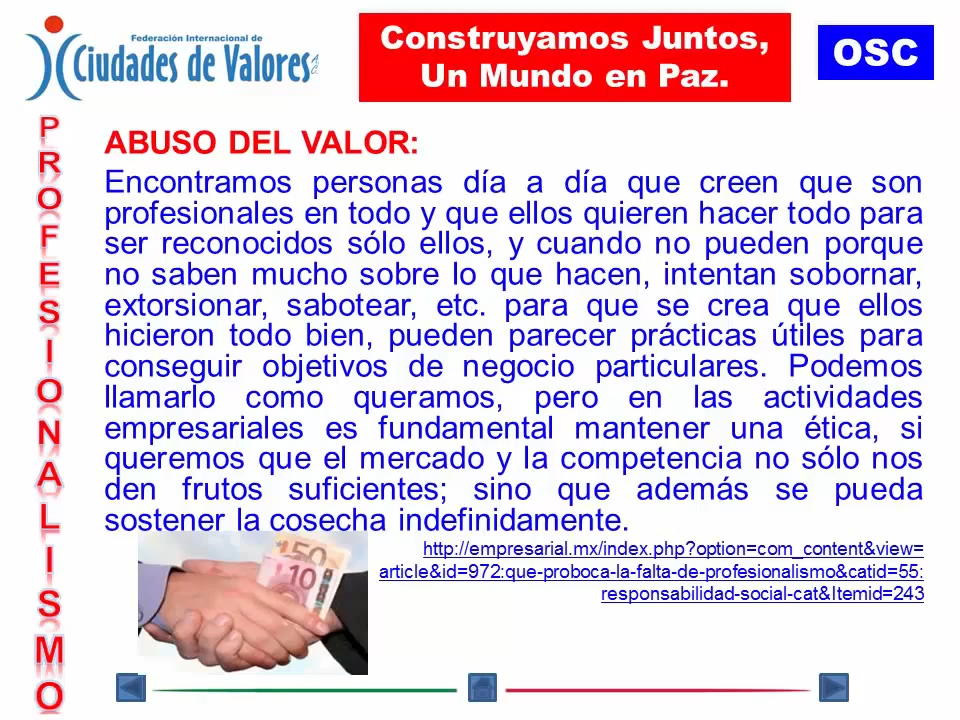 Federación Internacional de
Ciudades de Valores A.C.
Construyamos Juntos,
Un Mundo en Paz.
OSC
PROFESIONALISMO
ABUSO DEL VALOR:
Encontramos personas día a día que creen que son
profesionales en todo y que ellos quieren hacer todo para
ser reconocidos sólo ellos, y cuando no pueden porque
no saben mucho sobre lo que hacen, intentan sobornar,
extorsionar, sabotear, etc. para que se crea que ellos
hicieron todo bien, pueden parecer prácticas útiles para
conseguir objetivos de negocio particulares. Podemos
llamarlo como queramos, pero en las actividades
empresariales es fundamental mantener una ética, si
queremos que el mercado y la competencia no sólo nos
den frutos suficientes; sino que además se pueda
sostener la cosecha indefinidamente.
http://empresarial.mx/index.php?option=com_content&view=
article&id=972:que-proboca-la-falta-de-profesionalismo&catid=55:
responsabilidad-social-cat&Itemid=243
50
10